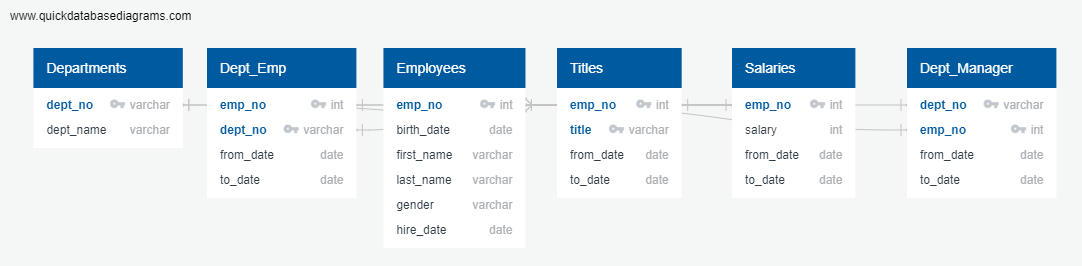 www.quickdatabasediagrams.com
Departments
dept_no varchar
dept_name varchar
Dept_Emp
emp_no int
dept_no varchar
from_date date
to_date date
Employees
emp_no int
birth_date date
first_name varchar
last_name varchar
gender varchar
hire_date date
Titles
emp_no int
title varchar
from_date date
to_date date
Salaries
emp_no int
salary int
from_date date
to_date date
Dept_Manager
dept_no varchar
emp_no int
from_date date
to_date date